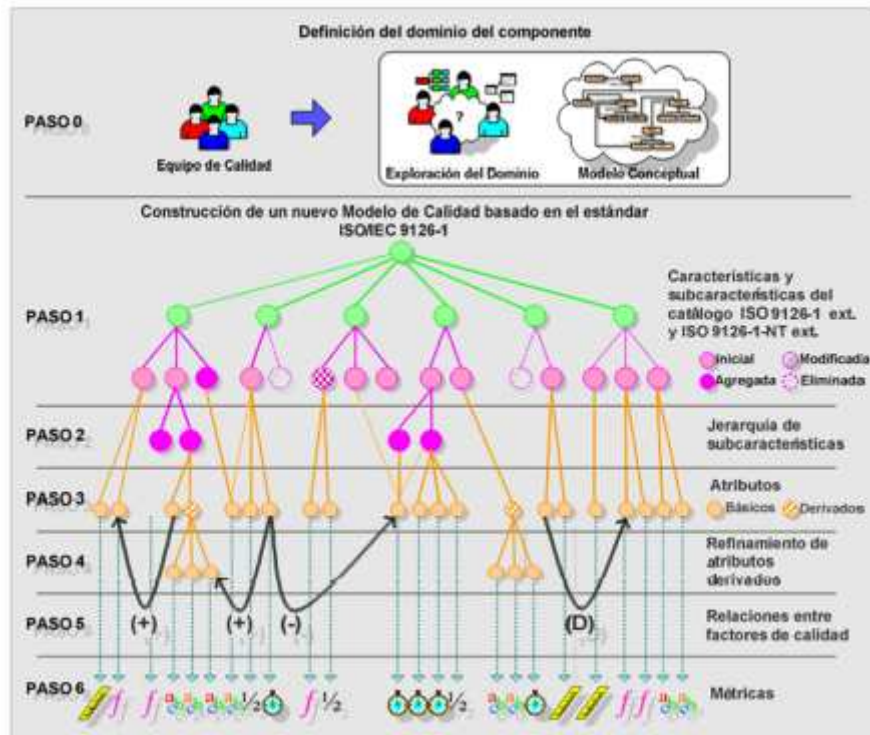 Definición del dominio del componente
PASO 0
Equipo de Calidad
?
Exploración del Dominio
Modelo Conceptual
Construcción de un nuevo Modelo de Calidad basado en el estándar
ISO/IEC 9126-1
PASO 1
Características y
subcaracterísticas del
catálogo ISO 9126-1 ext.
y ISO 9126-1-NT ext.
Inicial
Modificada
Agregada
Eliminada
PASO 2
Jerarquía de
subcaracterísticas
PASO 3
Atributos
Básicos
Derivados
PASO 4
Refinamiento de
atributos
derivados
PASO 5
(+) (+) (-) (D)
Relaciones entre
factores de calidad
PASO 6
Métricas